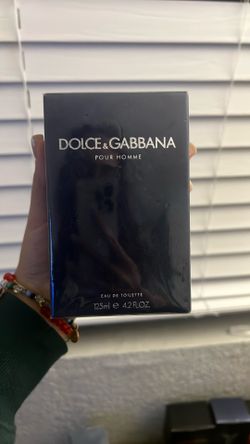 DOLCE & GABBANA
POUR HOMME
EAU DE TOILETTE
125ml ℮ 4.2 FL.OZ.